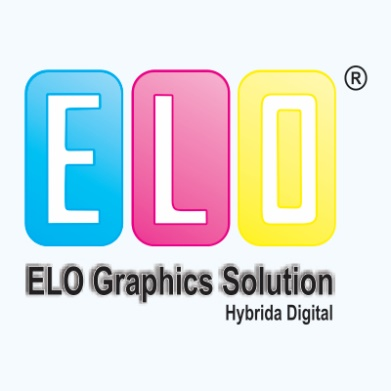 ELO ®
ELO Graphics Solution
Hybrida Digital